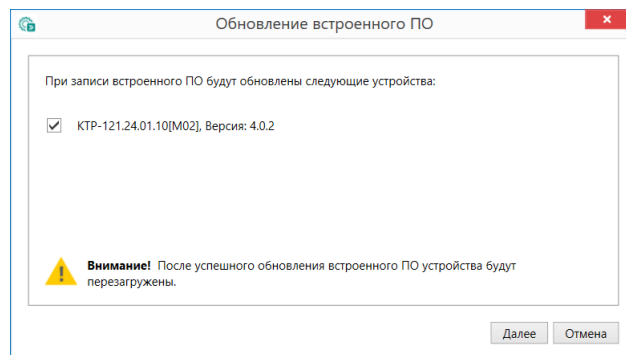 Обновление встроенного ПО
При записи встроенного ПО будут обновлены следующие устройства:
КТР-121.24.01.10[M02], Версия: 4.0.2
Внимание! После успешного обновления встроенного ПО устройства будут
перезагружены.
Далее
Отмена